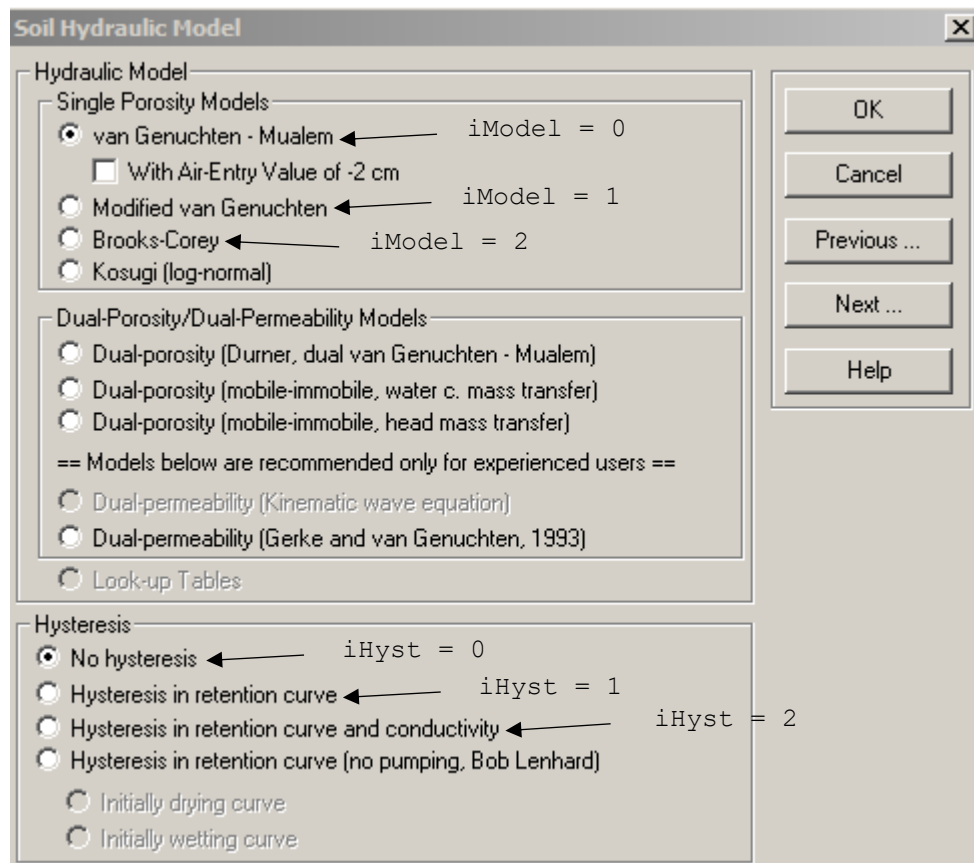 Soil Hydraulic Model
Hydraulic Model
Single Porosity Models
van Genuchten - Mualem
iModel = 0
With Air-Entry Value of -2 cm
Modified van Genuchten
iModel = 1
Brooks-Corey
iModel = 2
Kosugi (log-normal)
Dual-Porosity/Dual-Permeability Models
Dual-porosity (Durner, dual van Genuchten - Mualem)
Dual-porosity (mobile-immobile, water c. mass transfer)
Dual-porosity (mobile-immobile, head mass transfer)
== Models below are recommended only for experienced users ==
Dual-permeability (Kinematic wave equation)
Dual-permeability (Gerke and van Genuchten, 1993)
Look-up Tables
Hysteresis
No hysteresis
iHyst = 0
Hysteresis in retention curve
iHyst = 1
Hysteresis in retention curve and conductivity
iHyst = 2
Hysteresis in retention curve (no pumping, Bob Lenhard)
Initially drying curve
Initially wetting curve
OK
Cancel
Previous ...
Next ...
Help